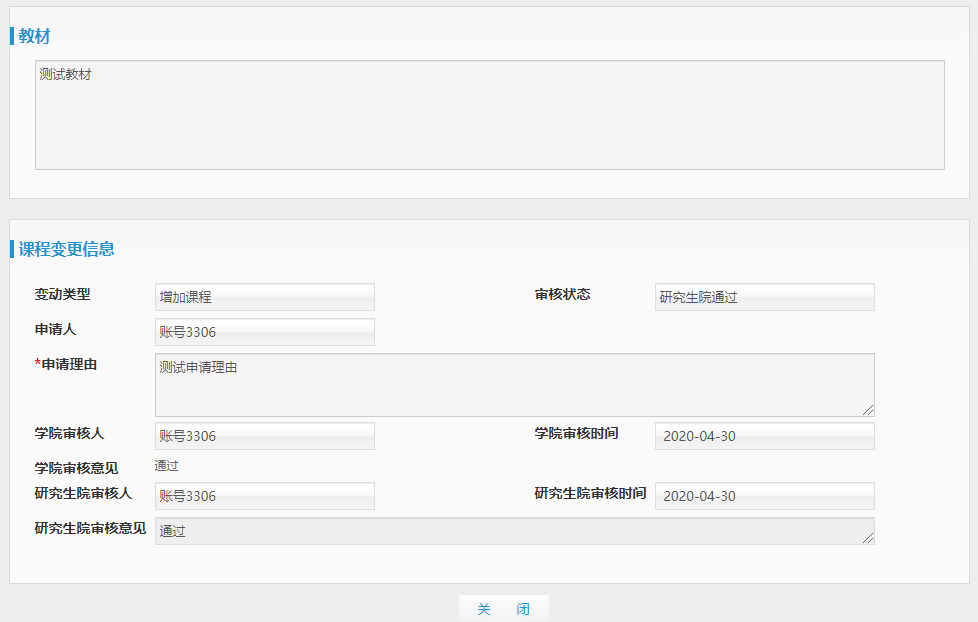 教材
测试教材
课程变更信息
变动类型 增加课程 审核状态 研究生院通过
申请人 账号3306
*申请理由 测试申请理由
学院审核人 账号3306 学院审核时间 2020-04-30
学院审核意见 通过
研究生院审核人 账号3306 研究生院审核时间 2020-04-30
研究生院审核意见 通过
关 闭